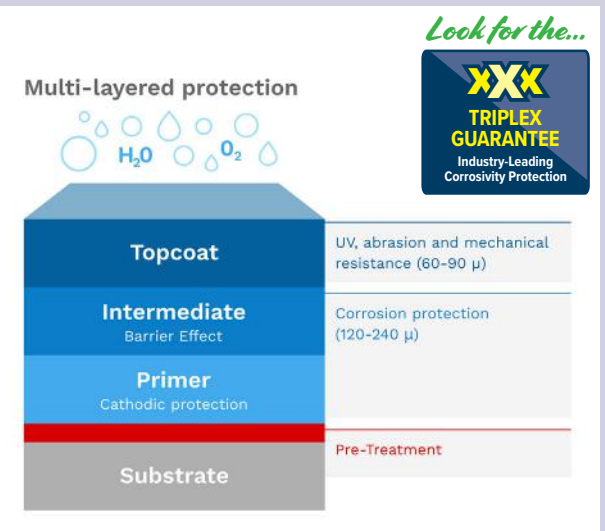 Look for the...
XXX
TRIPLEX
GUARANTEE
Industry-Leading
Corrosivity Protection
Multi-layered protection
H₂O
O₂
Topcoat
UV, abrasion and mechanical
resistance (60-90 μ)
Intermediate
Barrier Effect
Corrosion protection
(120-240 μ)
Primer
Cathodic protection
Pre-Treatment
Substrate